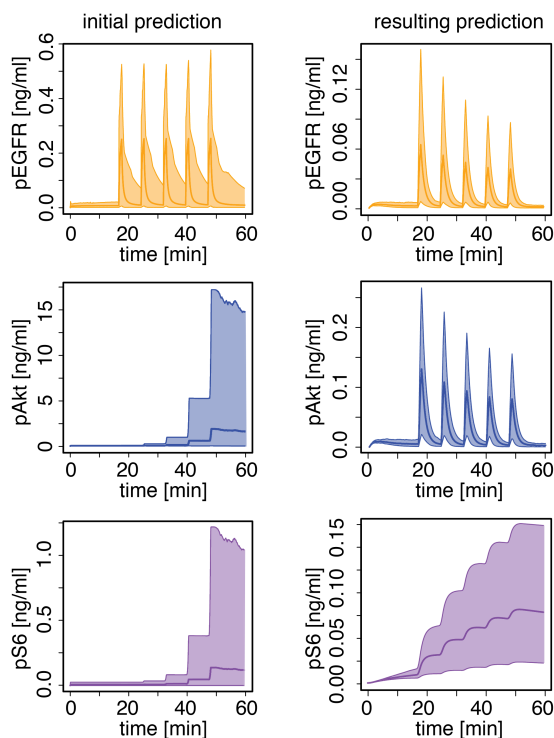 initial prediction
resulting prediction
pEGFR [ng/ml]
0.0 0.2 0.4 0.6
0 20 40 60
time [min]
pEGFR [ng/ml]
0.00 0.06 0.12
0 20 40 60
time [min]
pAkt [ng/ml]
0 5 10 15
0 20 40 60
time [min]
pAkt [ng/ml]
0.0 0.1 0.2
0 20 40 60
time [min]
pS6 [ng/ml]
0.0 0.5 1.0
0 20 40 60
time [min]
pS6 [ng/ml]
0.00 0.05 0.10 0.15
0 20 40 60
time [min]